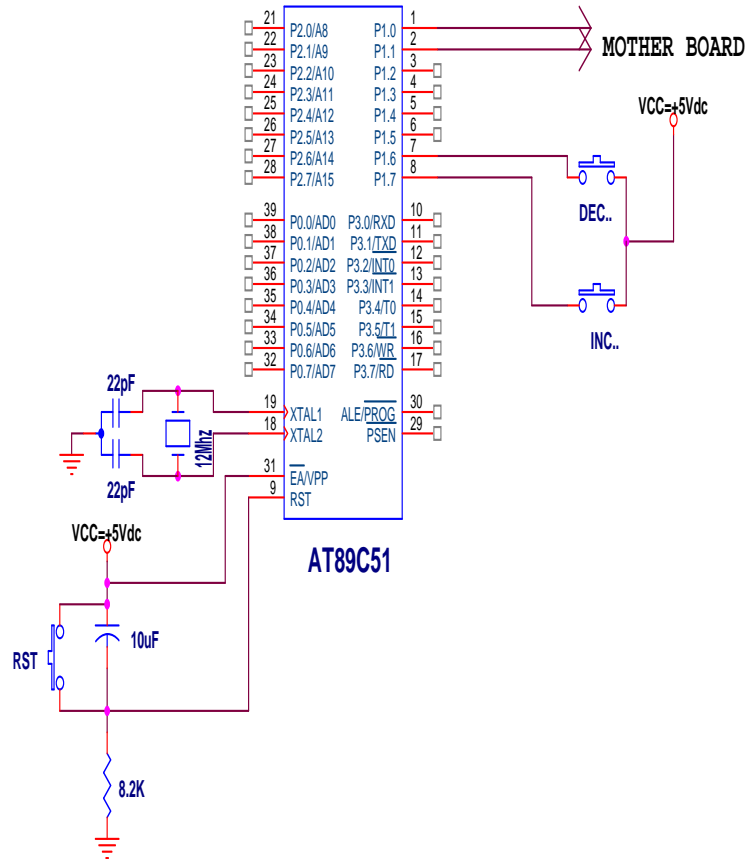 21 P2.0/A8 P1.0 1
22 P2.1/A9 P1.1 2
MOTHER BOARD
23 P2.2/A10 P1.2 3
24 P2.3/A11 P1.3 4
25 P2.4/A12 P1.4 5
26 P2.5/A13 P1.5 6
27 P2.6/A14 P1.6 7
28 P2.7/A15 P1.7 8
VCC=+5Vdc
DEC..
INC..
39 P0.0/AD0 P3.0/RXD 10
38 P0.1/AD1 P3.1/TXD 11
37 P0.2/AD2 P3.2/INT0 12
36 P0.3/AD3 P3.3/INT1 13
35 P0.4/AD4 P3.4/T0 14
34 P0.5/AD5 P3.5/T1 15
33 P0.6/AD6 P3.6/WR 16
32 P0.7/AD7 P3.7/RD 17
22pF
19 XTAL1 ALE/PROG 30
18 XTAL2 PSEN 29
12Mhz
22pF
31 EA/VPP
9 RST
VCC=+5Vdc
AT89C51
10uF
RST
8.2K